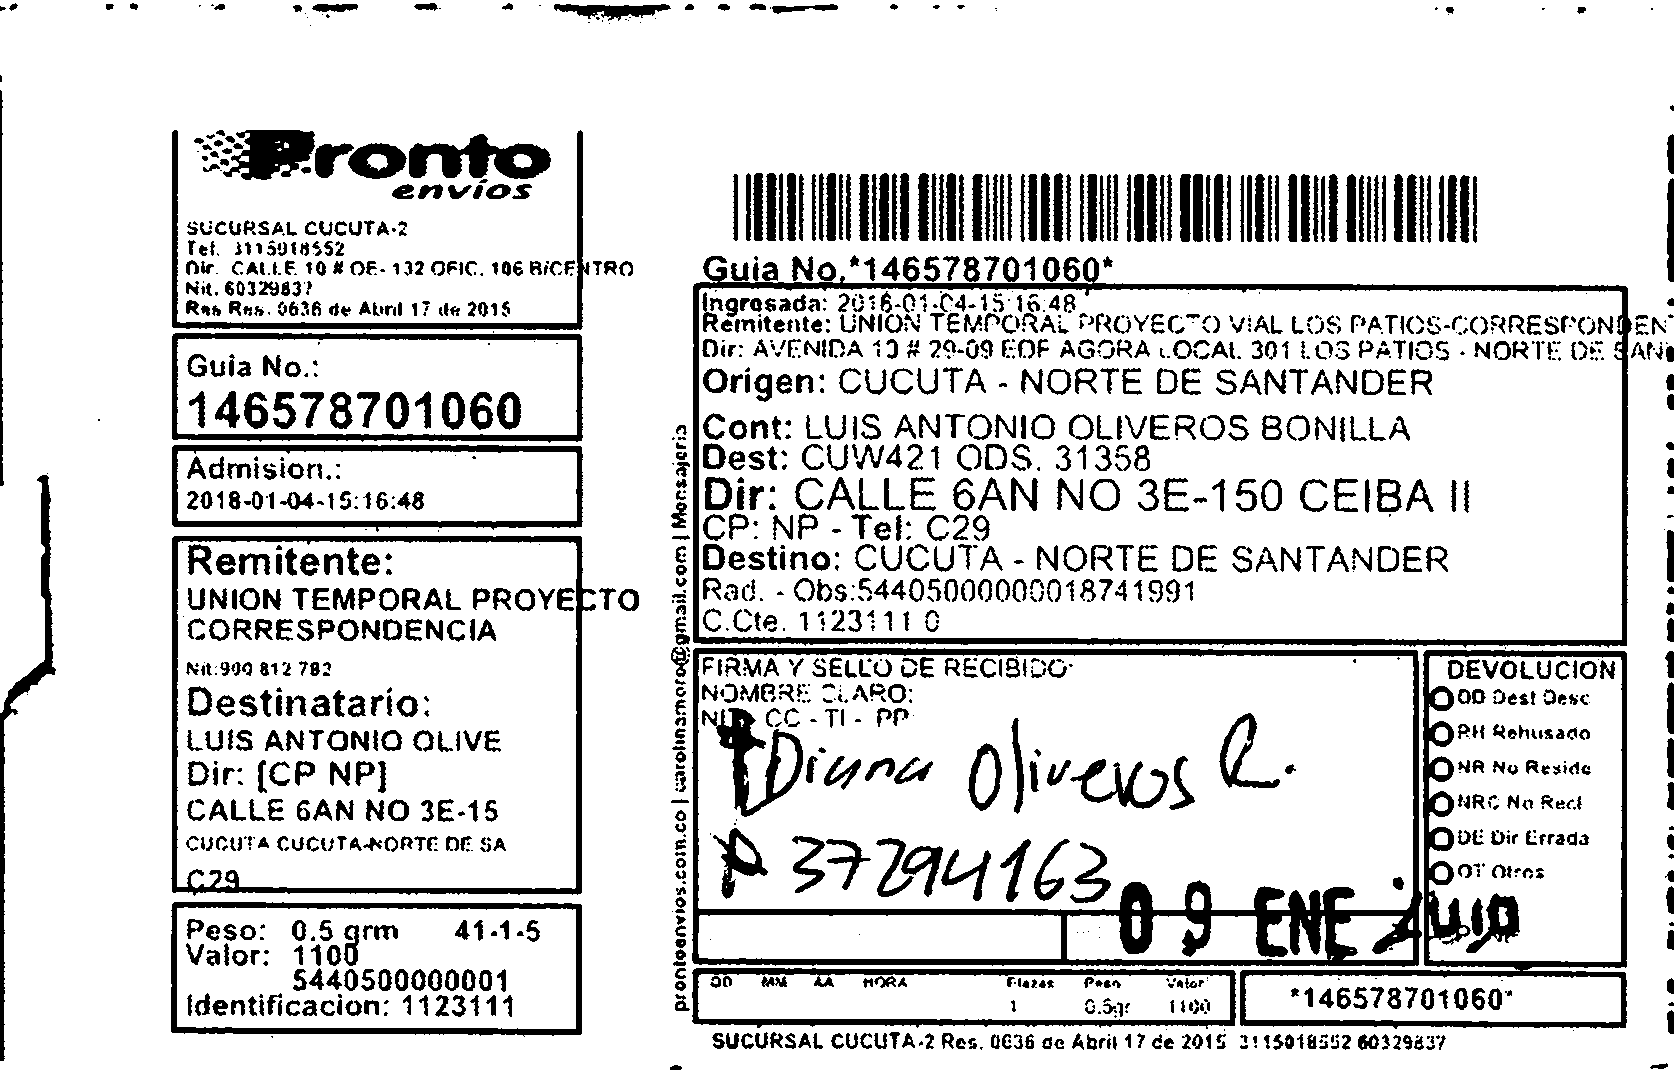 Pronto
envíos
SUCURSAL CUCUTA-2
Tel. 3115018552
Dir. CALLE 10 # OE- 132 OFIC. 106 B/CENTRO
Nit. 60329837
Res Res. 0636 de Abril 17 de 2015
Guia No.:
146578701060
Admision.:
2018-01-04-15:16:48
Remitente:
UNION TEMPORAL PROYECTO
CORRESPONDENCIA
Nit:900 812 782
Destinatario:
LUIS ANTONIO OLIVE
Dir: [CP NP]
CALLE 6AN NO 3E-15
CUCUTA CUCUTA-NORTE DE SA
C29
Peso: 0.5 grm 41-1-5
Valor: 1100
5440500000001
Identificacion: 1123111
prontoenvios.com.co | carolinamoro@gmail.com | Mensajeria
Guia No.*146578701060*
Ingresada: 2018-01-04-15:16:48
Remitente: UNION TEMPORAL PROYECTO VIAL LOS PATIOS-CORRESPONDEN
Dir: AVENIDA 10 # 29-09 EDF AGORA LOCAL 301 LOS PATIOS - NORTE DE SAN
Origen: CUCUTA - NORTE DE SANTANDER
Cont: LUIS ANTONIO OLIVEROS BONILLA
Dest: CUW421 ODS. 31358
Dir: CALLE 6AN NO 3E-150 CEIBA II
CP: NP - Tel: C29
Destino: CUCUTA - NORTE DE SANTANDER
Rad. - Obs:544050000000018741991
C.Cte. 1123111 0
FIRMA Y SELLO DE RECIBIDO:
NOMBRE CLARO:
CC - TI - PP
Diana Oliveros R.
37294163
09 ENE
DEVOLUCION
DD Dest Desc
RH Rehusado
NR No Reside
NRC No Recl
DE Dir Errada
OT Otros
DD MM AA HORA Piezas Peso Valor
1 0.5gr 1100
*146578701060*
SUCURSAL CUCUTA-2 Res. 0636 de Abril 17 de 2015 3115018552 60329837